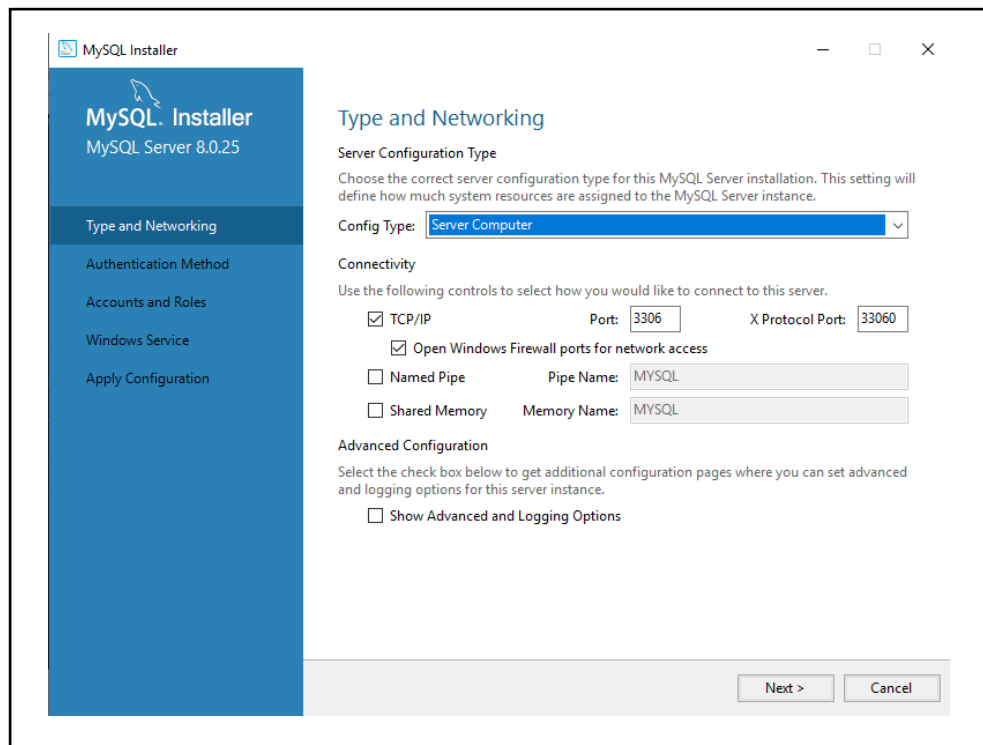 MySQL Installer
MySQL. Installer
MySQL Server 8.0.25
Type and Networking
Authentication Method
Accounts and Roles
Windows Service
Apply Configuration
Type and Networking
Server Configuration Type
Choose the correct server configuration type for this MySQL Server installation. This setting will
define how much system resources are assigned to the MySQL Server instance.
Config Type: Server Computer
Connectivity
Use the following controls to select how you would like to connect to this server.
TCP/IP Port: 3306 X Protocol Port: 33060
Open Windows Firewall ports for network access
Named Pipe Pipe Name: MYSQL
Shared Memory Memory Name: MYSQL
Advanced Configuration
Select the check box below to get additional configuration pages where you can set advanced
and logging options for this server instance.
Show Advanced and Logging Options
Next > Cancel